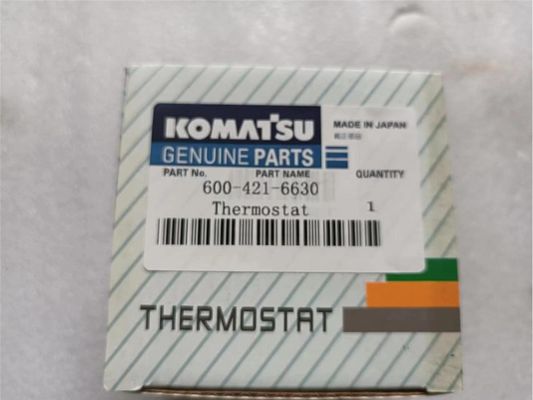 KOMATSU
MADE IN JAPAN
GENUINE PARTS
PART No. PART NAME QUANTITY
600-421-6630
Thermostat 1
THERMOSTAT